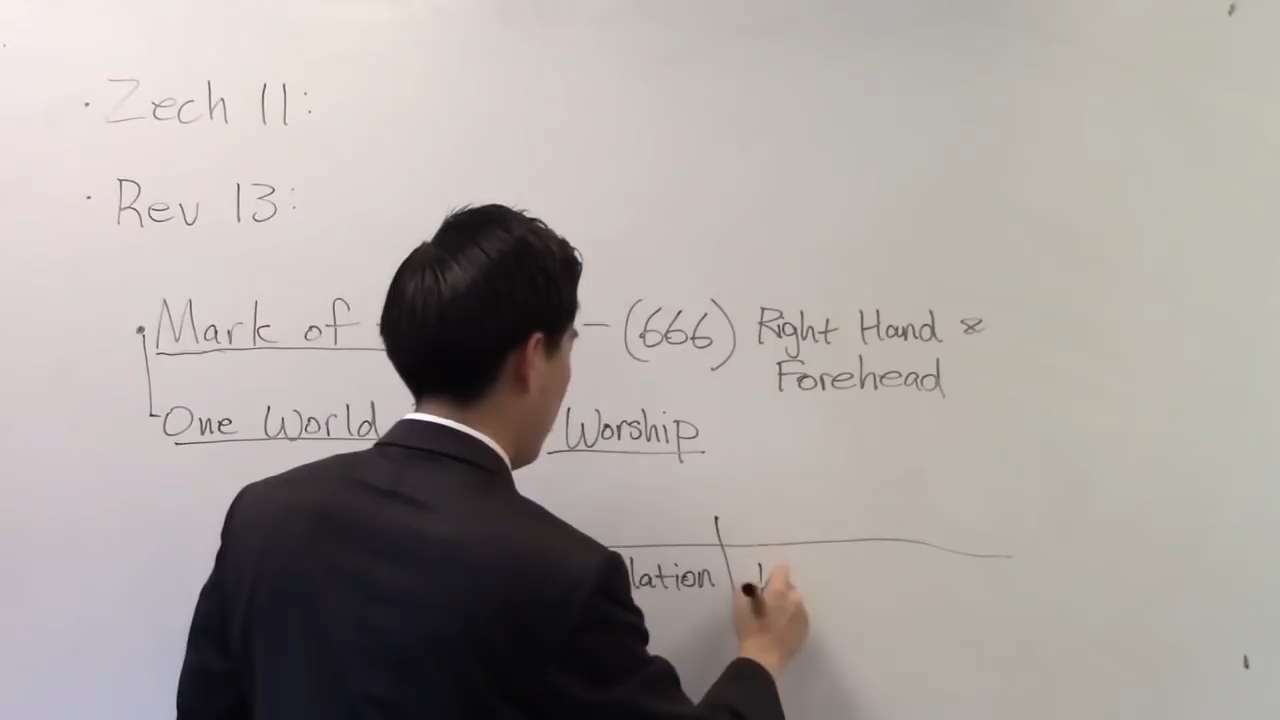 · Zech 11:
· Rev 13:
Mark of — (666) Right Hand &
Forehead
One World Worship
lation